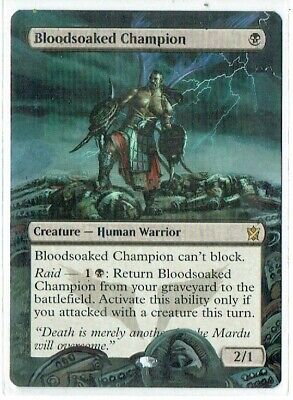 Bloodsoaked Champion
Creature — Human Warrior
Bloodsoaked Champion can't block.
Raid — 1 : Return Bloodsoaked
Champion from your graveyard to the
battlefield. Activate this ability only if
you attacked with a creature this turn.
"Death is merely another the Mardu
will overcome."
2/1